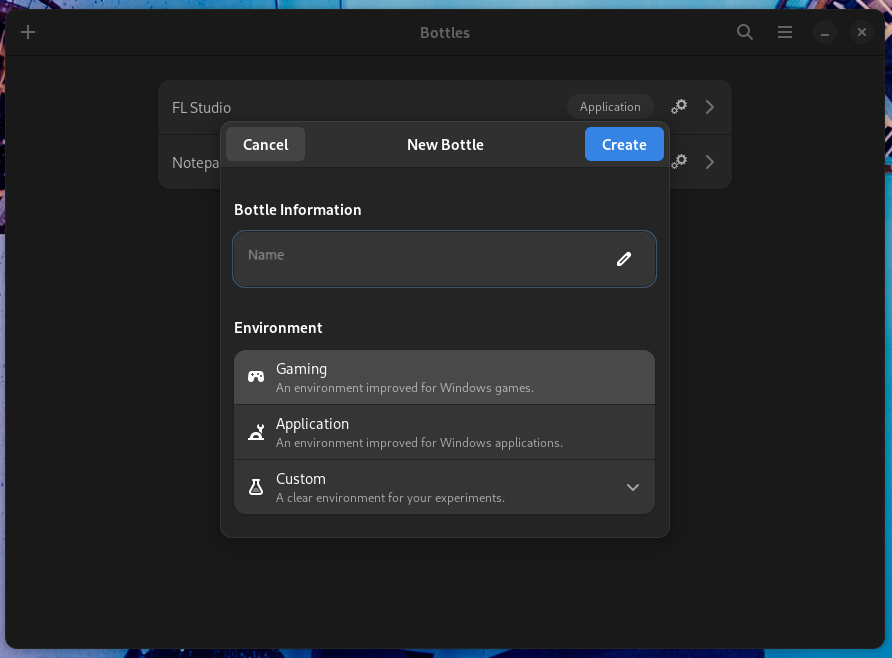 Bottles
FL Studio
Application
Cancel
New Bottle
Create
Notepa
Bottle Information
Name
Environment
Gaming
An environment improved for Windows games.
Application
An environment improved for Windows applications.
Custom
A clear environment for your experiments.